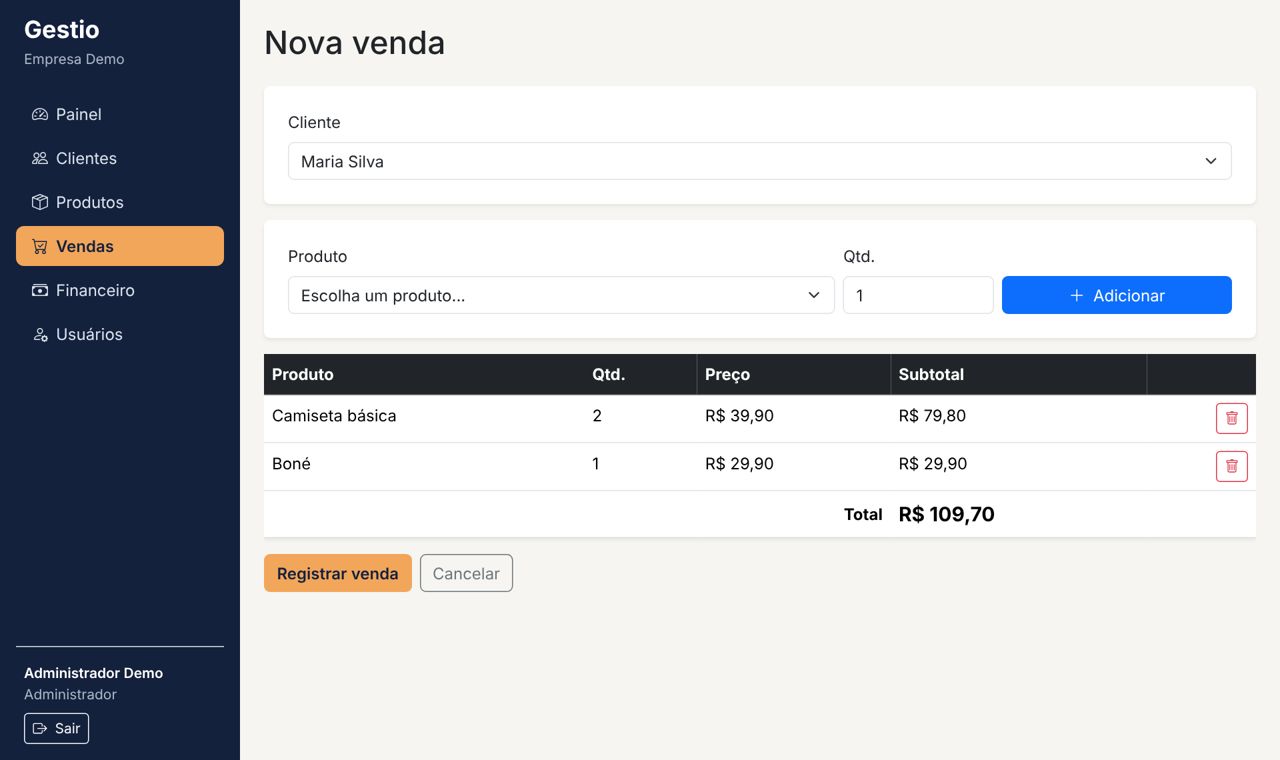 Gestio
Empresa Demo
Painel
Clientes
Produtos
Vendas
Financeiro
Usuários
Administrador Demo
Administrador
Sair
Nova venda
Cliente
Maria Silva
Produto Qtd.
Escolha um produto... 1 Adicionar
Produto Qtd. Preço Subtotal
Camiseta básica 2 R$ 39,90 R$ 79,80
Boné 1 R$ 29,90 R$ 29,90
Total R$ 109,70
Registrar venda Cancelar